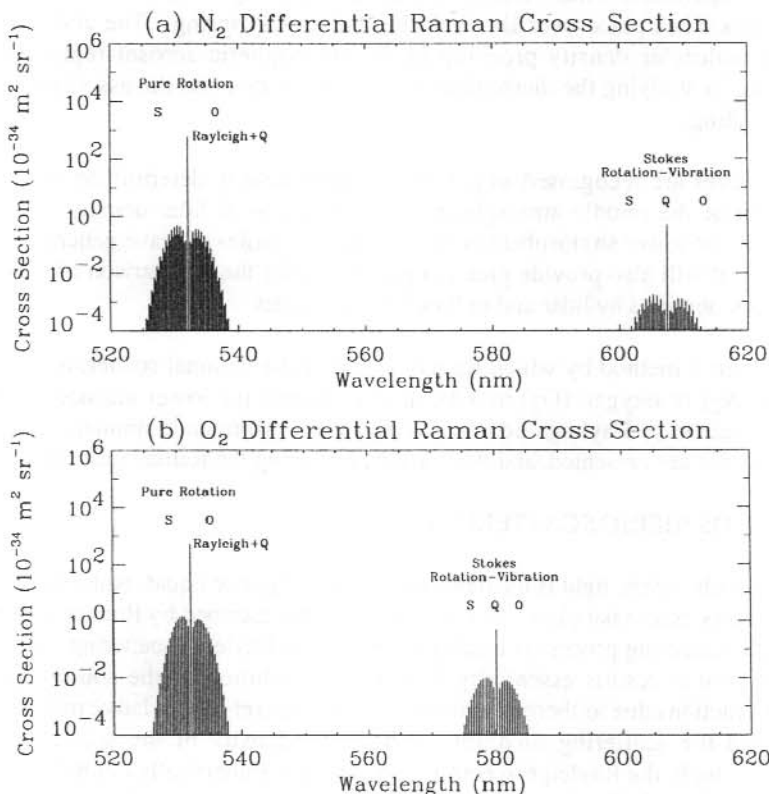 (a) N₂ Differential Raman Cross Section
Cross Section (10⁻³⁴ m² sr⁻¹)
10⁶
10⁴
10²
10⁰
10⁻²
10⁻⁴
Pure Rotation
S O
Rayleigh+Q
Stokes
Rotation-Vibration
S Q O
520 540 560 580 600 620
Wavelength (nm)
(b) O₂ Differential Raman Cross Section
Cross Section (10⁻³⁴ m² sr⁻¹)
10⁶
10⁴
10²
10⁰
10⁻²
10⁻⁴
Pure Rotation
S O
Rayleigh+Q
Stokes
Rotation-Vibration
S Q O
520 540 560 580 600 620
Wavelength (nm)